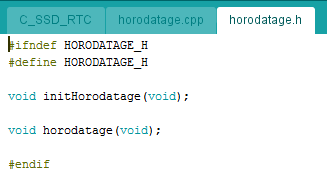 C_SSD_RTC horodatage.cpp horodatage.h
#ifndef HORODATAGE_H
#define HORODATAGE_H
void initHorodatage(void);
void horodatage(void);
#endif